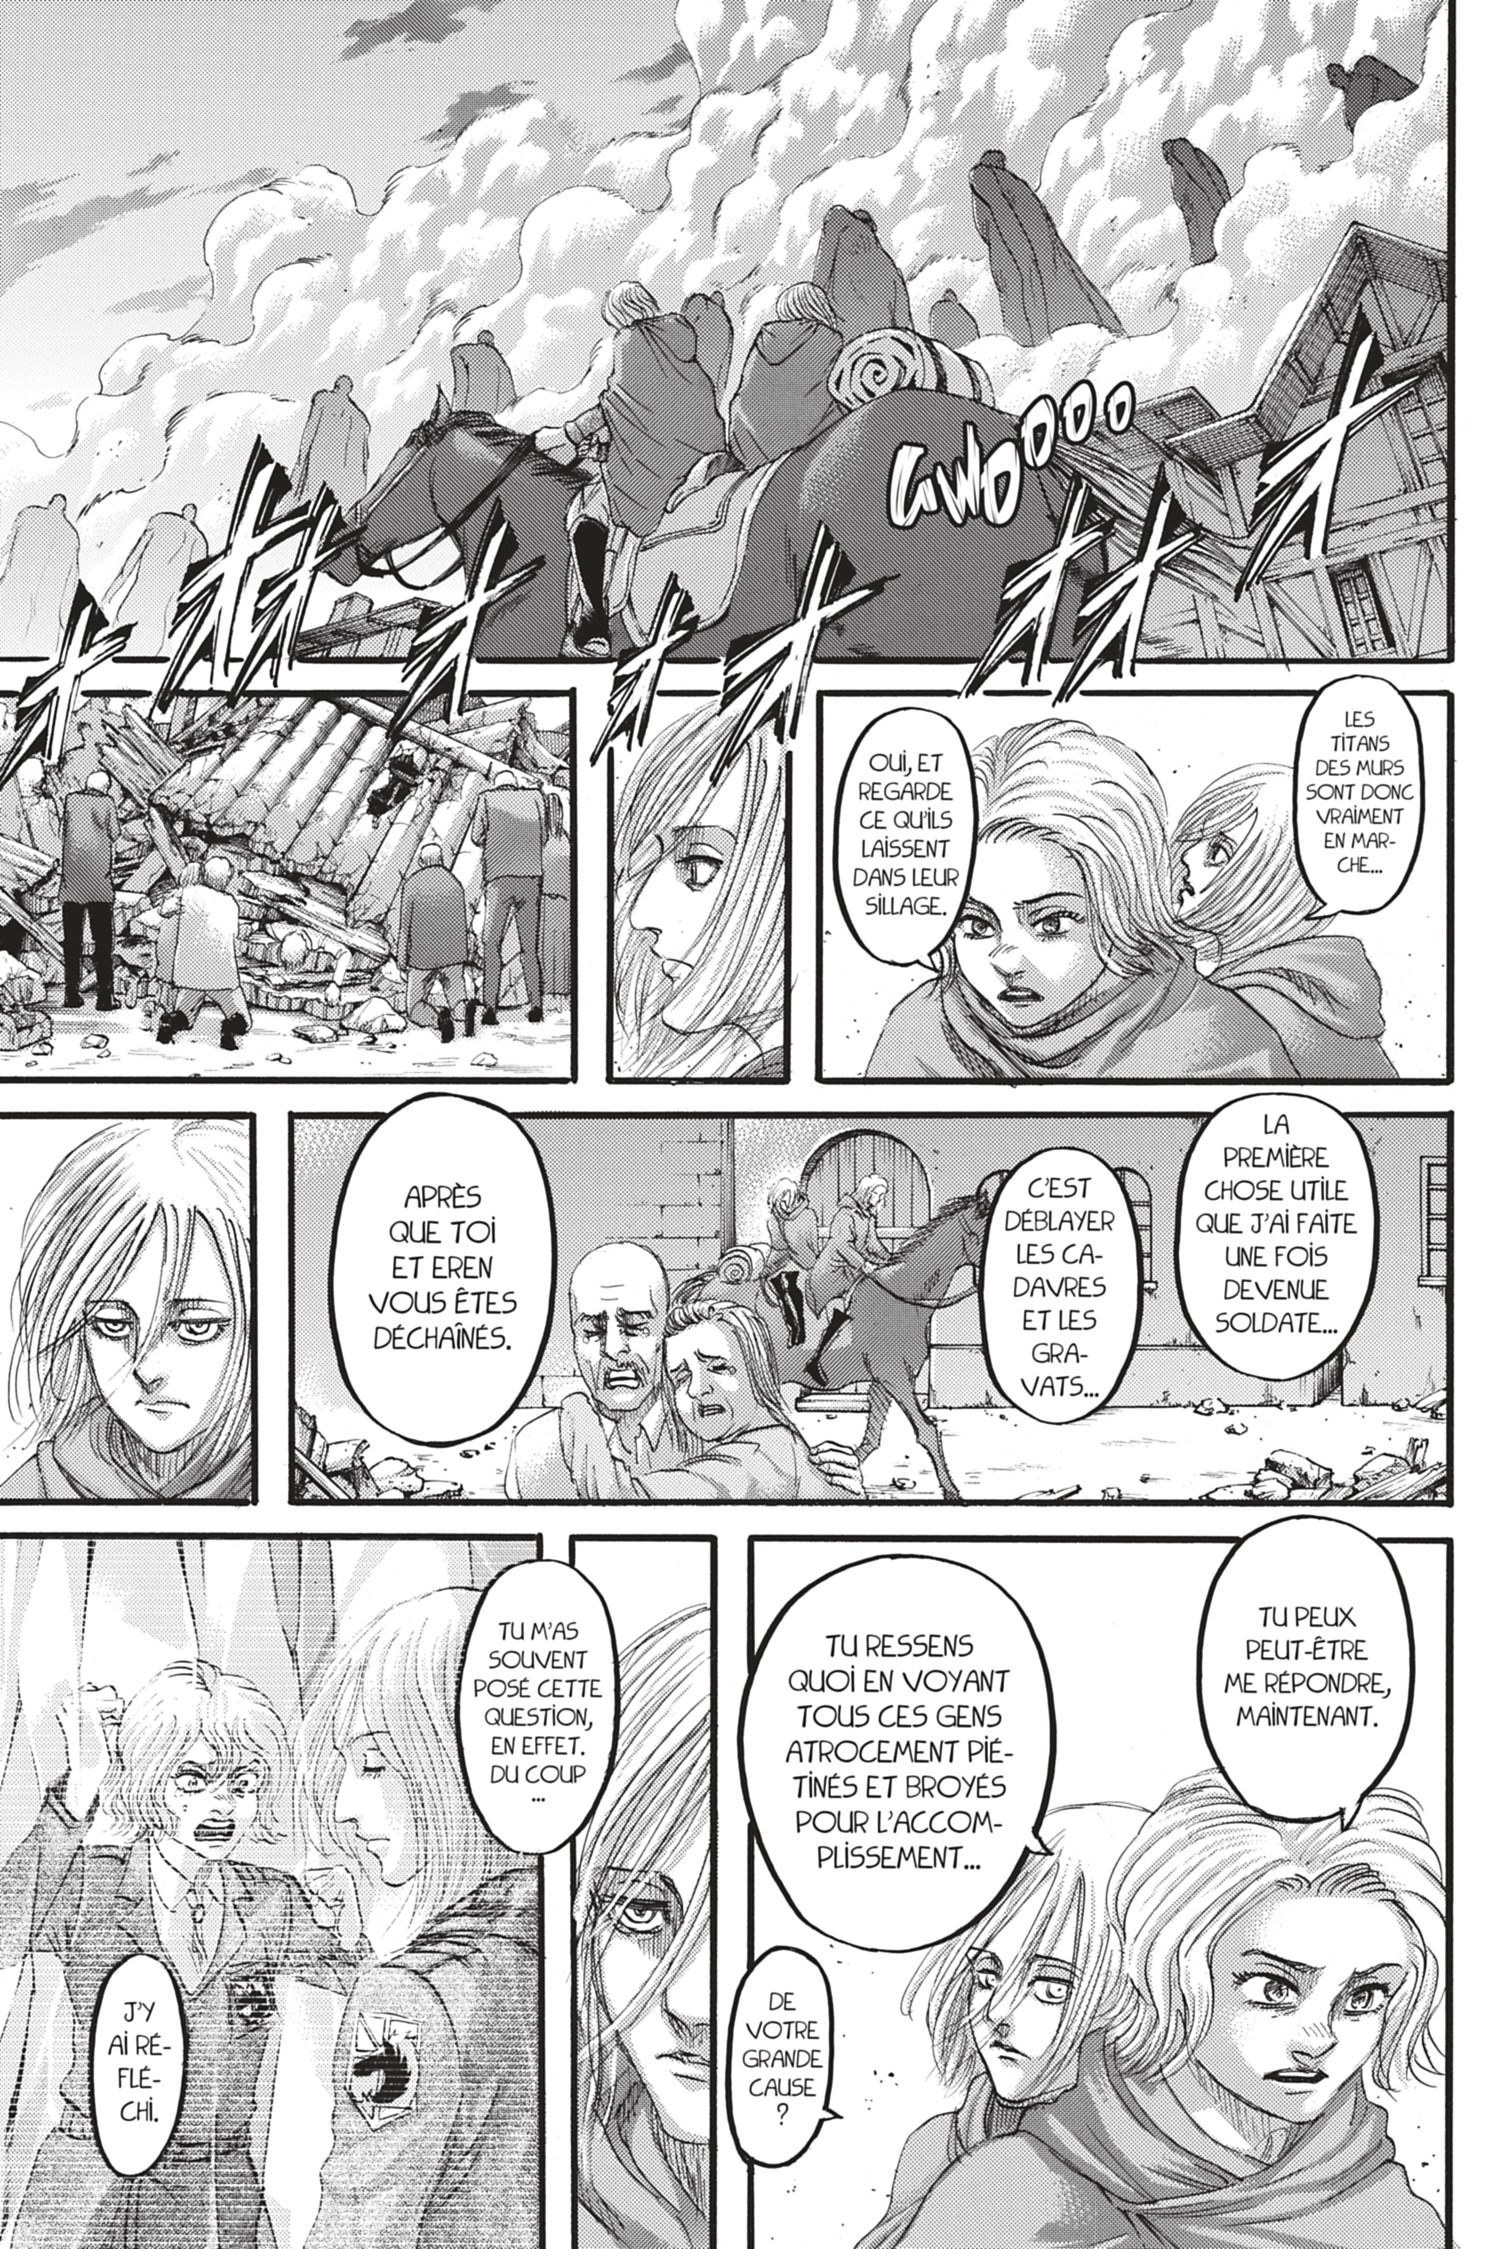 GWOOOOO...
LES
TITANS
DES MURS
SONT DONC
VRAIMENT
EN MAR-
CHE...
OUI, ET
REGARDE
CE QU'ILS
LAISSENT
DANS LEUR
SILLAGE.
LA
PREMIÈRE
CHOSE UTILE
QUE J'AI FAITE
UNE FOIS
DEVENUE
SOLDATE...
C'EST
DÉBLAYER
LES CA-
DAVRES
ET LES
GRA-
VATS...
APRÈS
QUE TOI
ET EREN
VOUS ÊTES
DÉCHAÎNÉS.
TU PEUX
PEUT-ÊTRE
ME RÉPONDRE,
MAINTENANT.
TU RESSENS
QUOI EN VOYANT
TOUS CES GENS
ATROCEMENT PIÉ-
TINÉS ET BROYÉS
POUR L'ACCOM-
PLISSEMENT...
DE
VOTRE
GRANDE
CAUSE
?
TU M'AS
SOUVENT
POSÉ CETTE
QUESTION,
EN EFFET.
DU COUP
...
J'Y
AI RÉ-
FLÉ-
CHI.